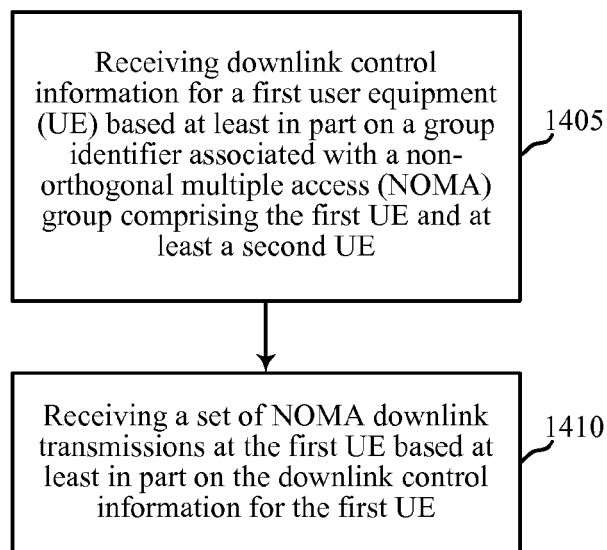 Receiving downlink control
information for a first user equipment
(UE) based at least in part on a group
identifier associated with a non-
orthogonal multiple access (NOMA)
group comprising the first UE and at
least a second UE
1405
Receiving a set of NOMA downlink
transmissions at the first UE based at
least in part on the downlink control
information for the first UE
1410